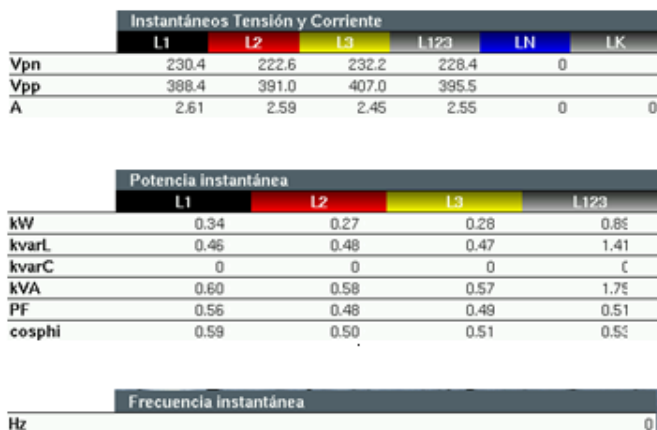 Instantáneos Tensión y Corriente
L1 L2 L3 L123 LN LK
Vpn 230.4 222.6 232.2 228.4 0
Vpp 388.4 391.0 407.0 395.5
A 2.61 2.59 2.45 2.55 0 0
Potencia instantánea
L1 L2 L3 L123
kW 0.34 0.27 0.28
kvarL 0.46 0.48 0.47 1.41
kvarC 0 0 0
kVA 0.60 0.58 0.57
PF 0.56 0.48 0.49 0.51
cosphi 0.59 0.50 0.51
Frecuencia instantánea
Hz 0